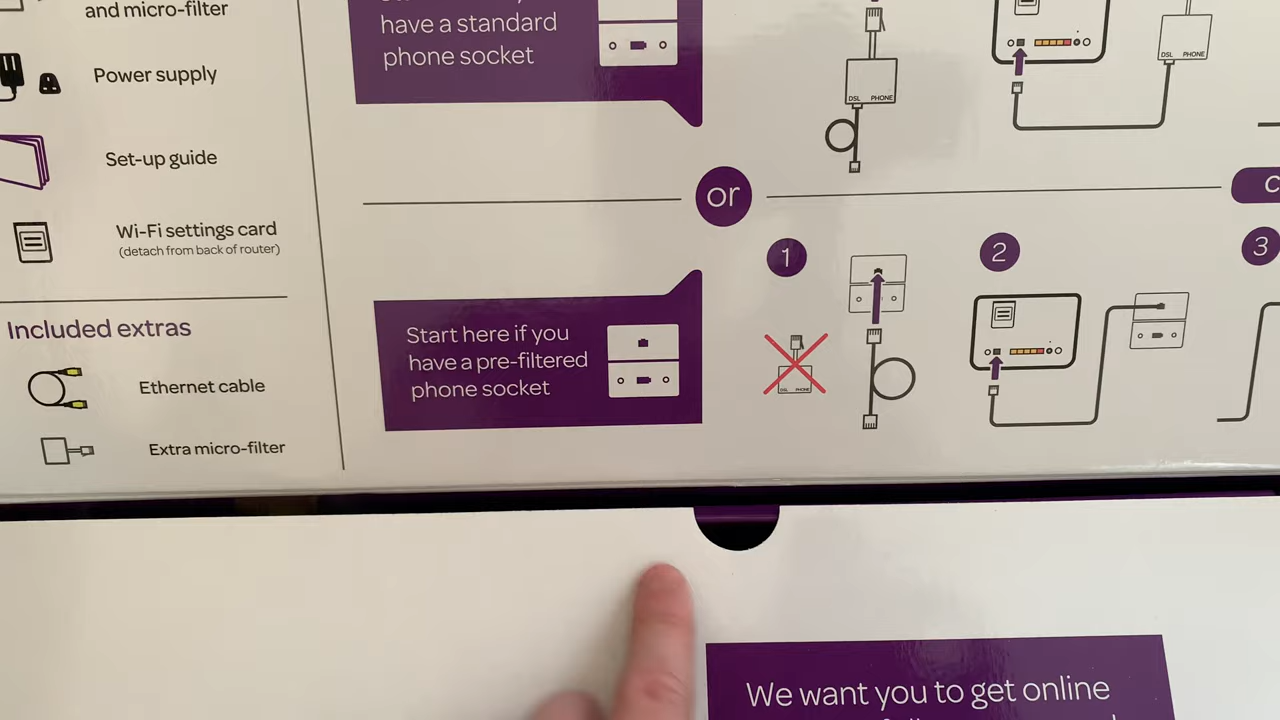 and micro-filter
Power supply
Set-up guide
Wi-Fi settings card
(detach from back of router)
Included extras
Ethernet cable
Extra micro-filter
have a standard
phone socket
DSL PHONE
DSL PHONE
or
Start here if you
have a pre-filtered
phone socket
1
DSL PHONE
2
3
We want you to get online